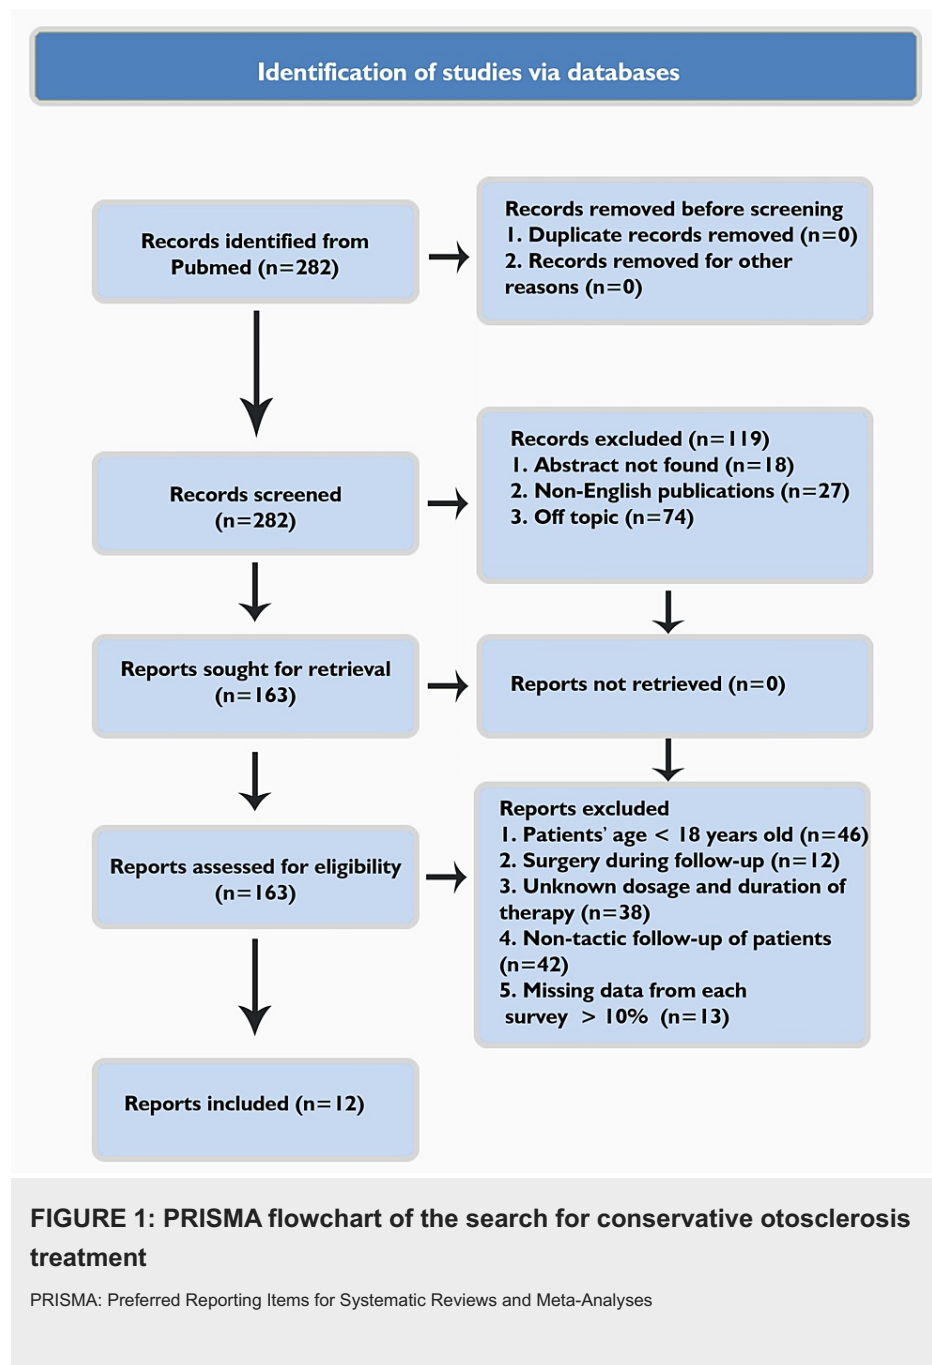 Identification of studies via databases
Records identified from
Pubmed (n=282)
Records removed before screening
1. Duplicate records removed (n=0)
2. Records removed for other
reasons (n=0)
Records screened
(n=282)
Records excluded (n=119)
1. Abstract not found (n=18)
2. Non-English publications (n=27)
3. Off topic (n=74)
Reports sought for retrieval
(n=163)
Reports not retrieved (n=0)
Reports assessed for eligibility
(n=163)
Reports excluded
1. Patients' age < 18 years old (n=46)
2. Surgery during follow-up (n=12)
3. Unknown dosage and duration of
therapy (n=38)
4. Non-tactic follow-up of patients
(n=42)
5. Missing data from each
survey > 10% (n=13)
Reports included (n=12)
FIGURE 1: PRISMA flowchart of the search for conservative otosclerosis
treatment
PRISMA: Preferred Reporting Items for Systematic Reviews and Meta-Analyses